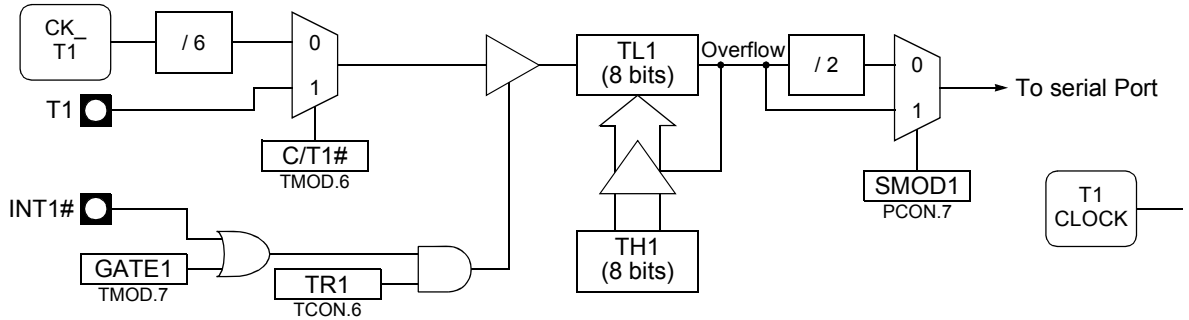 CK_
T1
/ 6
0
1
T1
C/T1#
TMOD.6
INT1#
GATE1
TMOD.7
TR1
TCON.6
TL1
(8 bits)
Overflow
TH1
(8 bits)
/ 2
0
1
To serial Port
SMOD1
PCON.7
T1
CLOCK